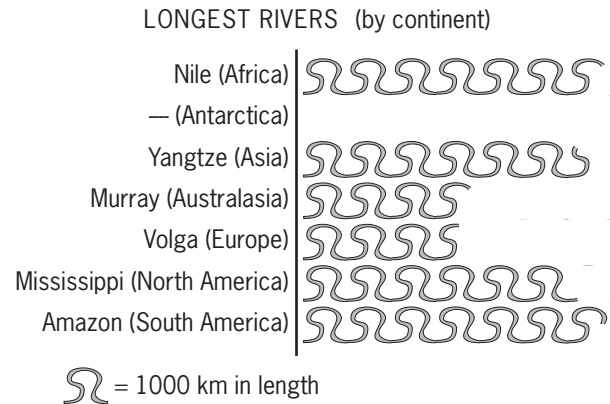 LONGEST RIVERS (by continent)
Nile (Africa)
— (Antarctica)
Yangtze (Asia)
Murray (Australasia)
Volga (Europe)
Mississippi (North America)
Amazon (South America)
= 1000 km in length